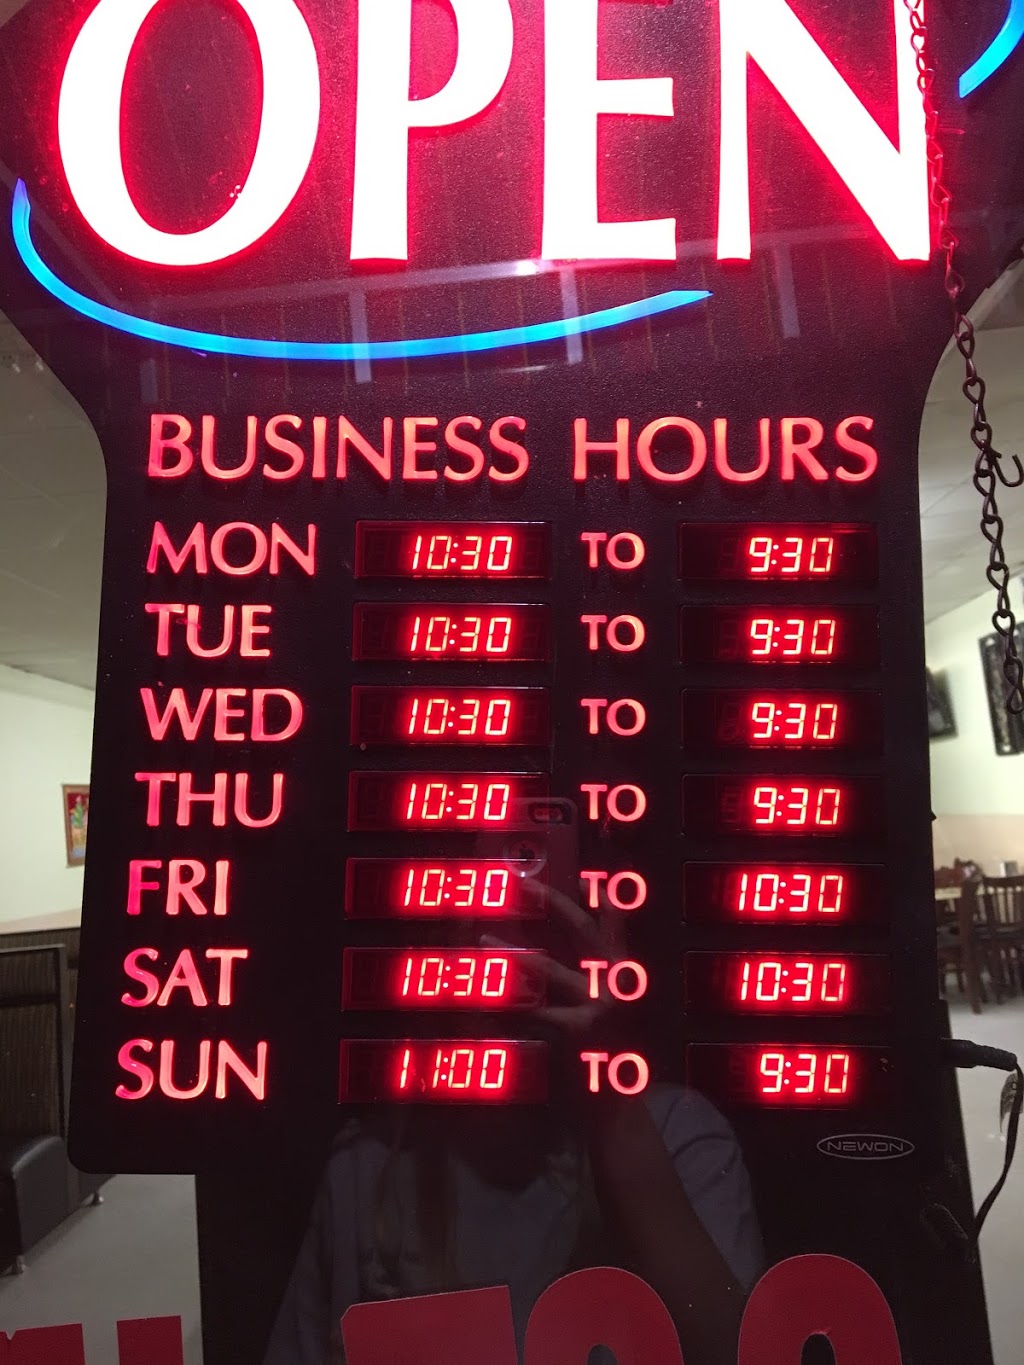 OPEN
BUSINESS HOURS
MON 10:30 TO 9:30
TUE 10:30 TO 9:30
WED 10:30 TO 9:30
THU 10:30 TO 9:30
FRI 10:30 TO 10:30
SAT 10:30 TO 10:30
SUN 11:00 TO 9:30
NEWON